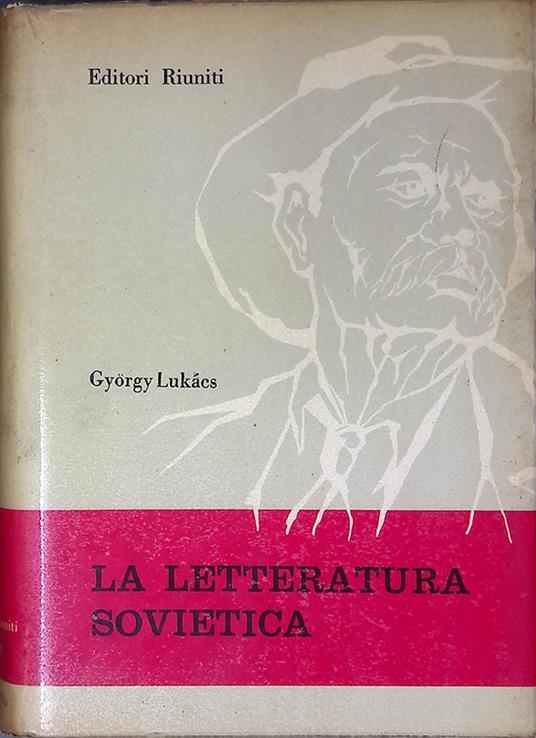 Editori Riuniti
György Lukács
LA LETTERATURA
SOVIETICA